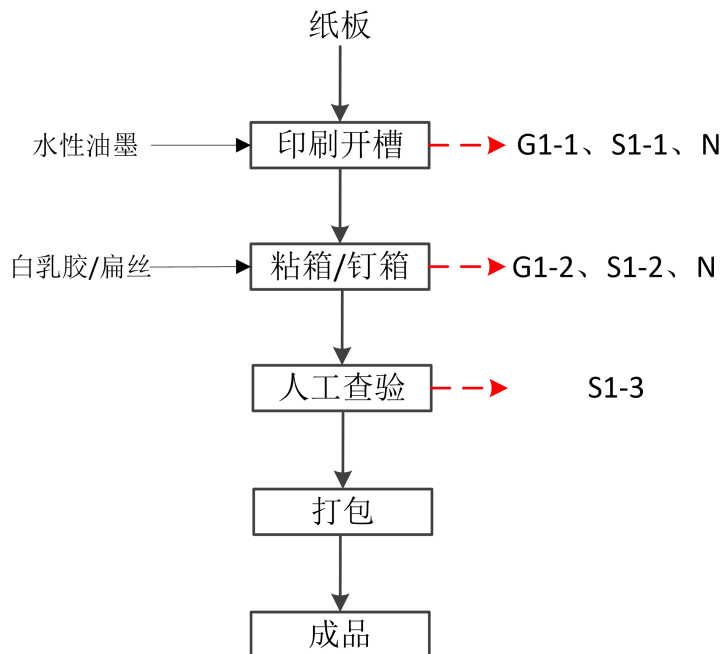 纸板
水性油墨 印刷开槽 G1-1、S1-1、N
白乳胶/扁丝 粘箱/钉箱 G1-2、S1-2、N
人工查验 S1-3
打包
成品